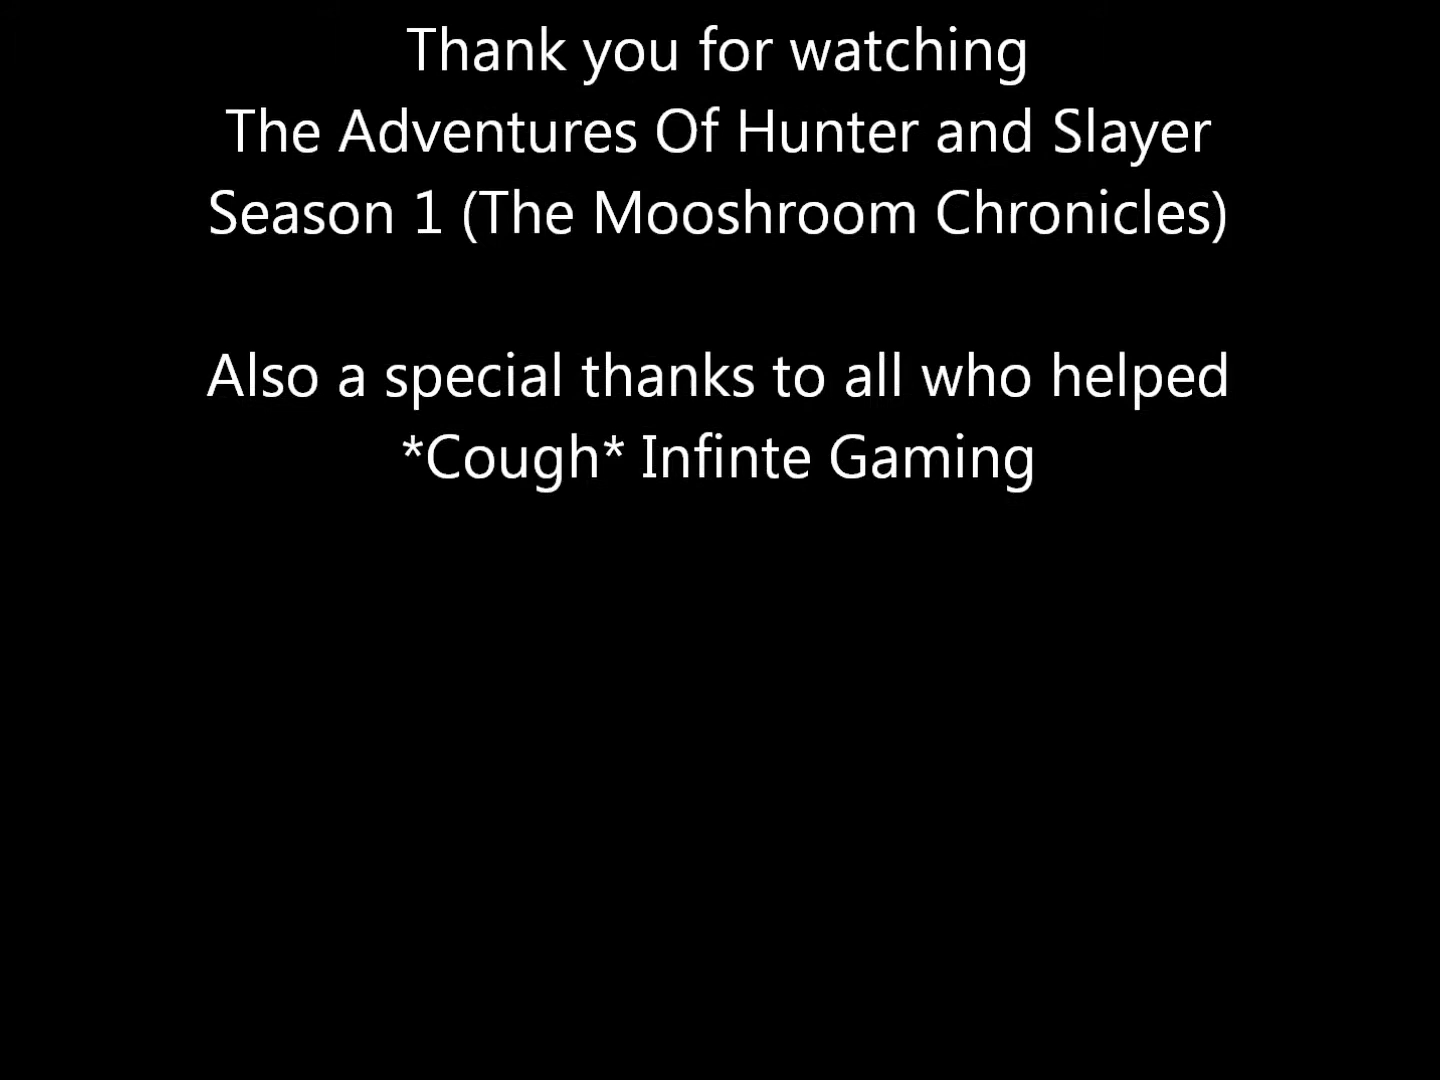 Thank you for watching
The Adventures Of Hunter and Slayer
Season 1 (The Mooshroom Chronicles)
Also a special thanks to all who helped
*Cough* Infinte Gaming